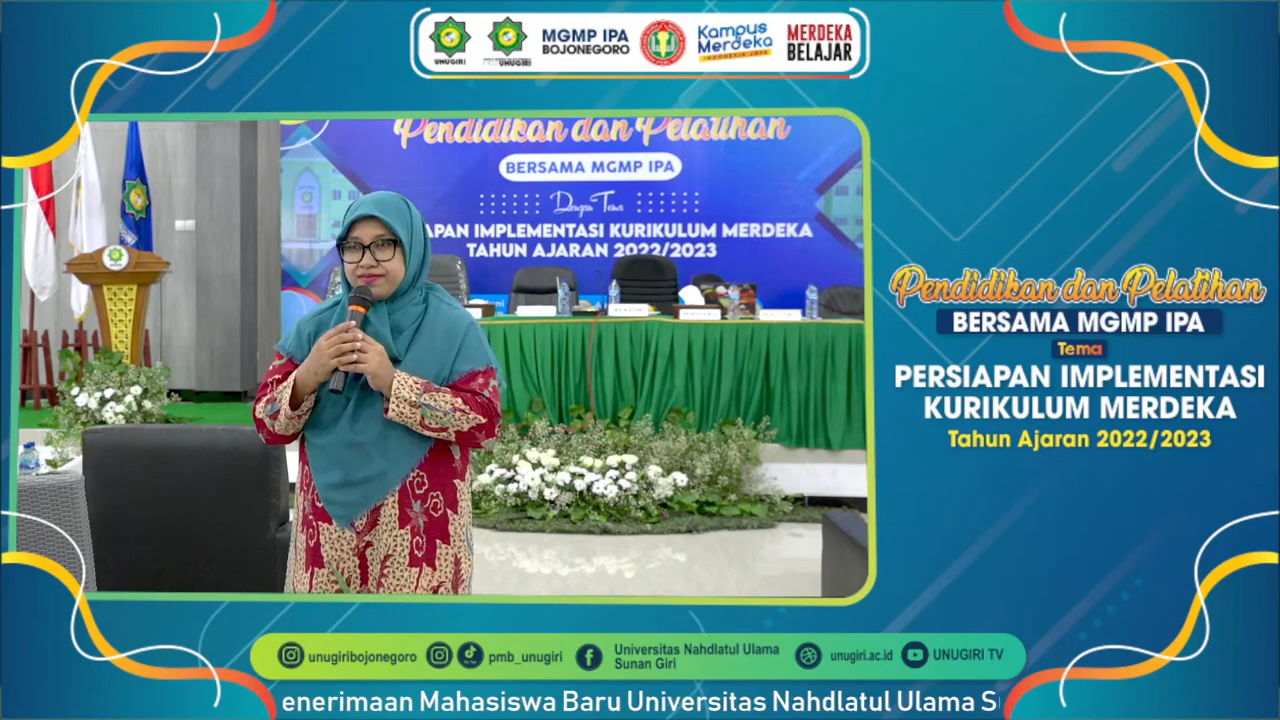 UNUGIRI
UNUGIRI
MGMP IPA
BOJONEGORO
Kampus
Merdeka
INDONESIA JAYA
MERDEKA
BELAJAR
Pendidikan dan Pelatihan
BERSAMA MGMP IPA
Dengan Tema
APAN IMPLEMENTASI KURIKULUM MERDEKA
TAHUN AJARAN 2022/2023
Pendidikan dan Pelatihan
BERSAMA MGMP IPA
Tema
PERSIAPAN IMPLEMENTASI
KURIKULUM MERDEKA
Tahun Ajaran 2022/2023
unugiribojonegoro
pmb_unugiri
Universitas Nahdlatul Ulama
Sunan Giri
unugiri.ac.id
UNUGIRI TV
enerimaan Mahasiswa Baru Universitas Nahdlatul Ulama S